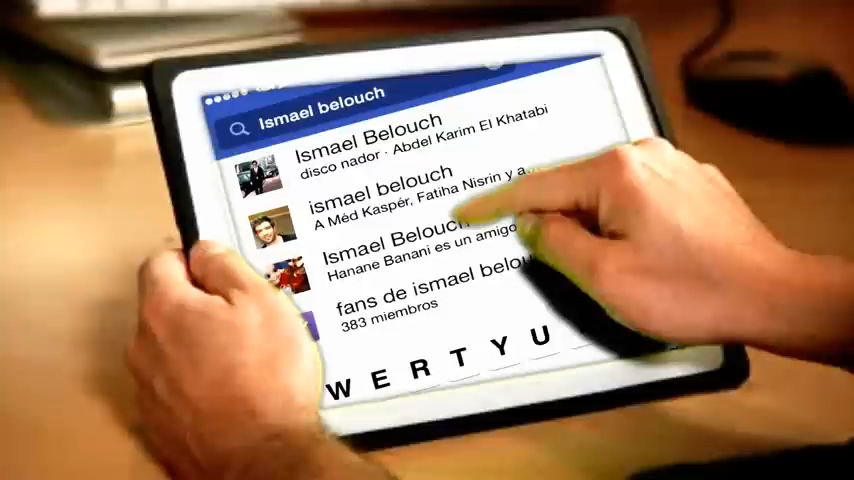 Ismael belouch
Ismael Belouch
disco nador · Abdel Karim El Khatabi
ismael belouch
A Méd Kaspér, Fatiha Nisrin y a...
Ismael Belouch
Hanane Banani es un amigo
fans de ismael belou
383 miembros
W E R T Y U